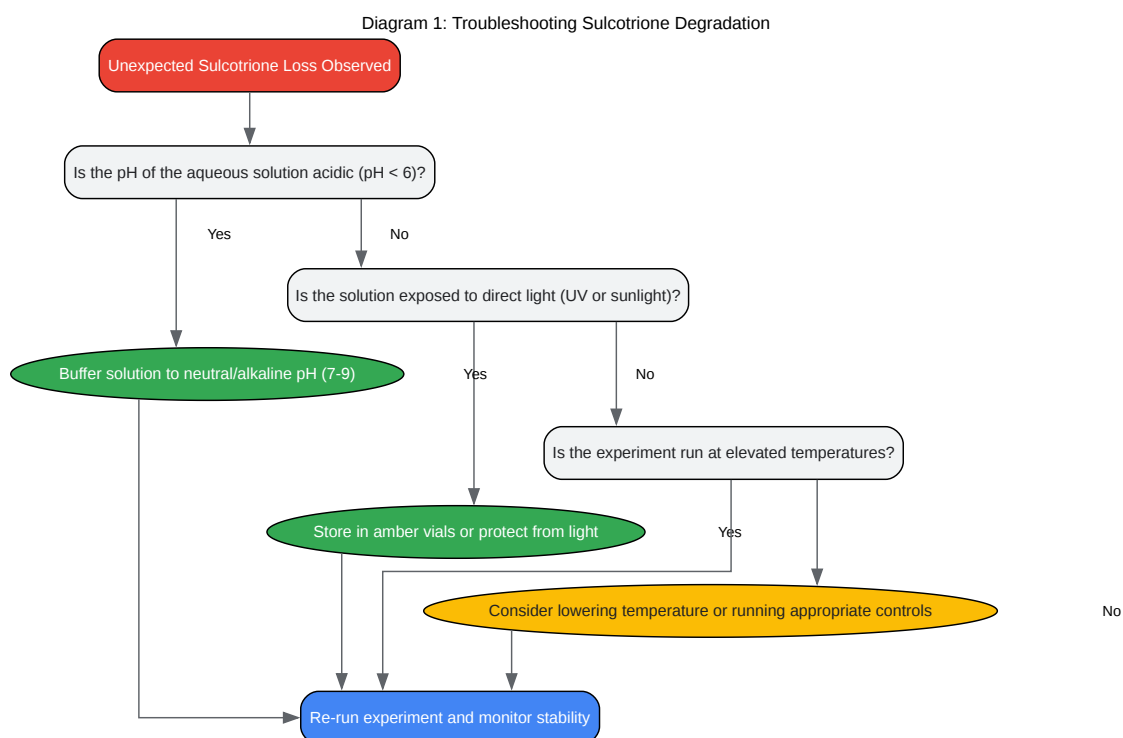 Diagram 1: Troubleshooting Sulcotrione Degradation
Unexpected Sulcotrione Loss Observed
Is the pH of the aqueous solution acidic (pH < 6)?
Yes
No
Is the solution exposed to direct light (UV or sunlight)?
Buffer solution to neutral/alkaline pH (7-9)
Yes
No
Is the experiment run at elevated temperatures?
Store in amber vials or protect from light
Yes
Consider lowering temperature or running appropriate controls
No
Re-run experiment and monitor stability